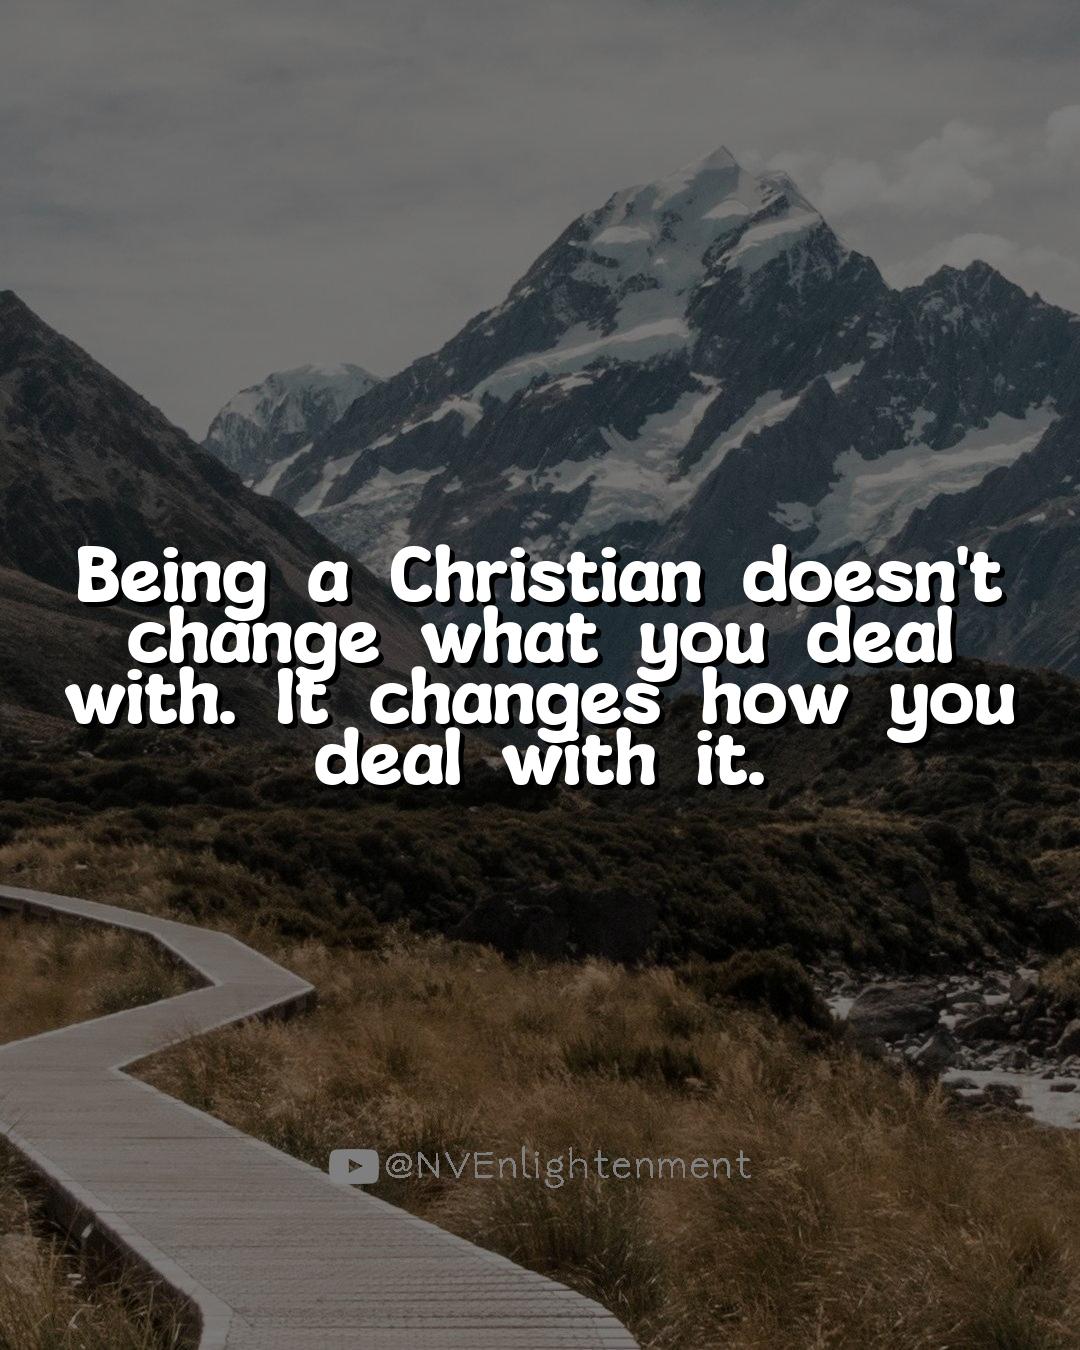 Being a Christian doesn't
change what you deal
with. It changes how you
deal with it.
@NVEnlightenment